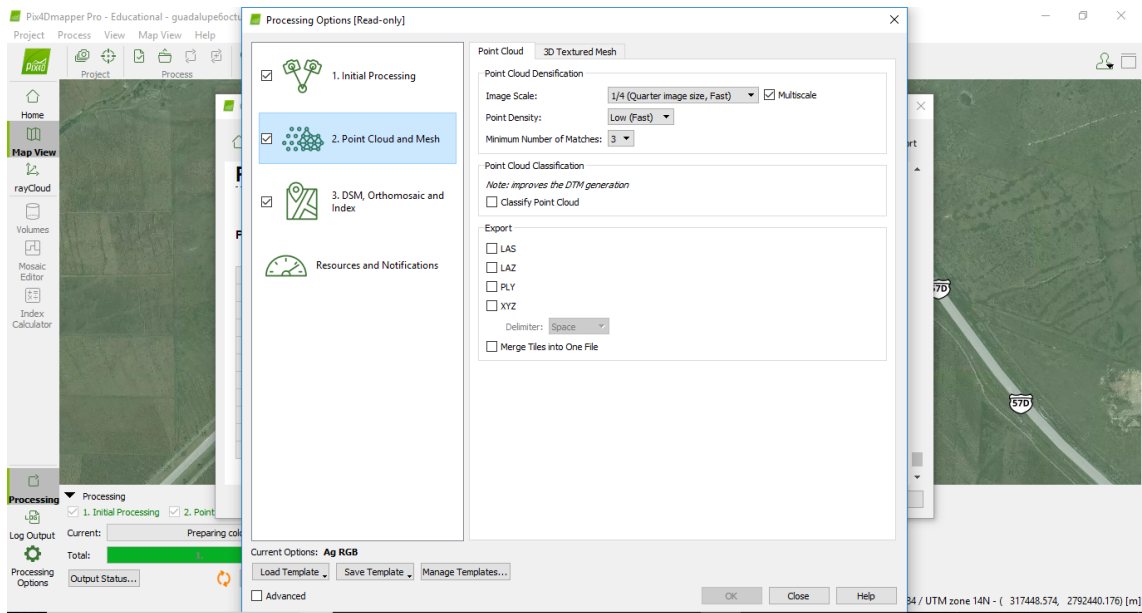 Pix4Dmapper Pro - Educational - guadalupe6octu
Project Process View Map View Help
PIX4D
Project
Process
Home
Map View
rayCloud
Volumes
Mosaic
Editor
Index
Calculator
Processing
Log Output
Processing
Options
Processing Options [Read-only]
1. Initial Processing
2. Point Cloud and Mesh
3. DSM, Orthomosaic and
Index
Resources and Notifications
Point Cloud 3D Textured Mesh
Point Cloud Densification
Image Scale: 1/4 (Quarter image size, Fast) Multiscale
Point Density: Low (Fast)
Minimum Number of Matches: 3
Point Cloud Classification
Note: improves the DTM generation
Classify Point Cloud
Export
LAS
LAZ
PLY
XYZ
Delimiter: Space
Merge Tiles into One File
Current Options: Ag RGB
Load Template Save Template Manage Templates...
Advanced
OK Close Help
rt
57D
57D
Processing
1. Initial Processing 2. Point
Current: Preparing col
Total:
Output Status...
84 / UTM zone 14N - ( 317448.574, 2792440.176) [m]